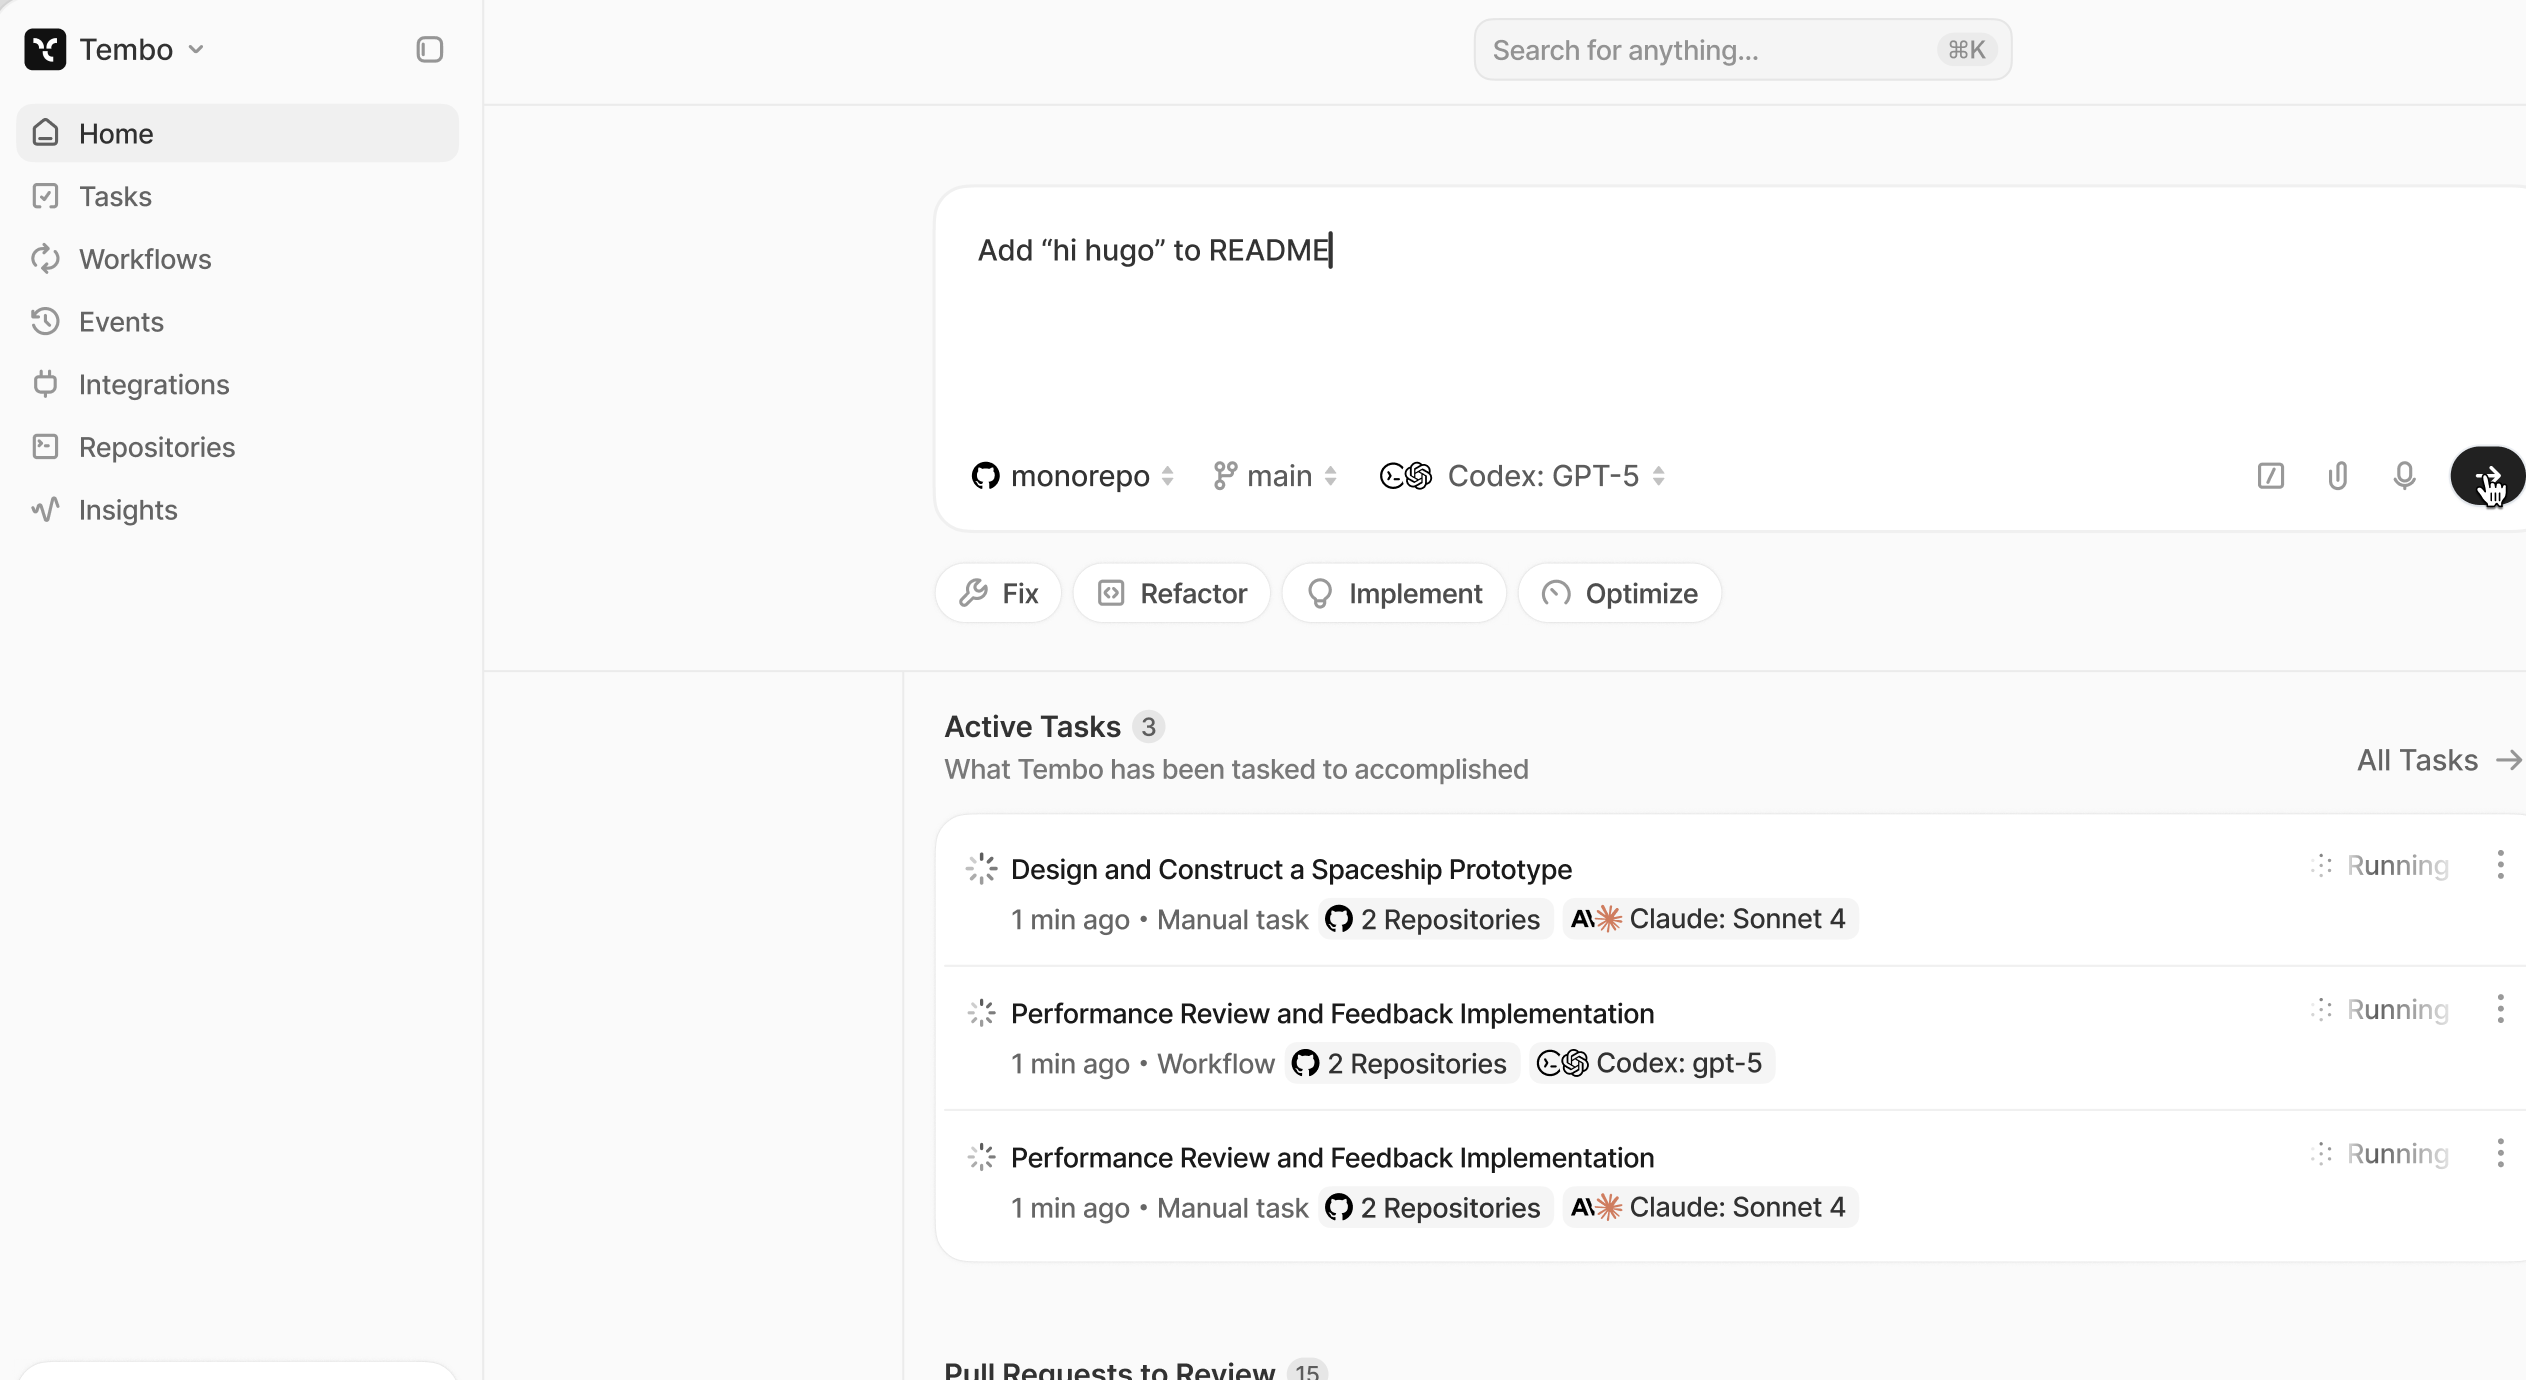 Tembo
Search for anything...
⌘K
Home
Tasks
Workflows
Events
Integrations
Repositories
Insights
Add “hi hugo” to README
monorepo
main
Codex: GPT-5
Fix
Refactor
Implement
Optimize
Active Tasks 3
What Tembo has been tasked to accomplished
All Tasks
Design and Construct a Spaceship Prototype
Running
1 min ago • Manual task 2 Repositories Claude: Sonnet 4
Performance Review and Feedback Implementation
Running
1 min ago • Workflow 2 Repositories Codex: gpt-5
Performance Review and Feedback Implementation
Running
1 min ago • Manual task 2 Repositories Claude: Sonnet 4
Pull Requests to Review 15